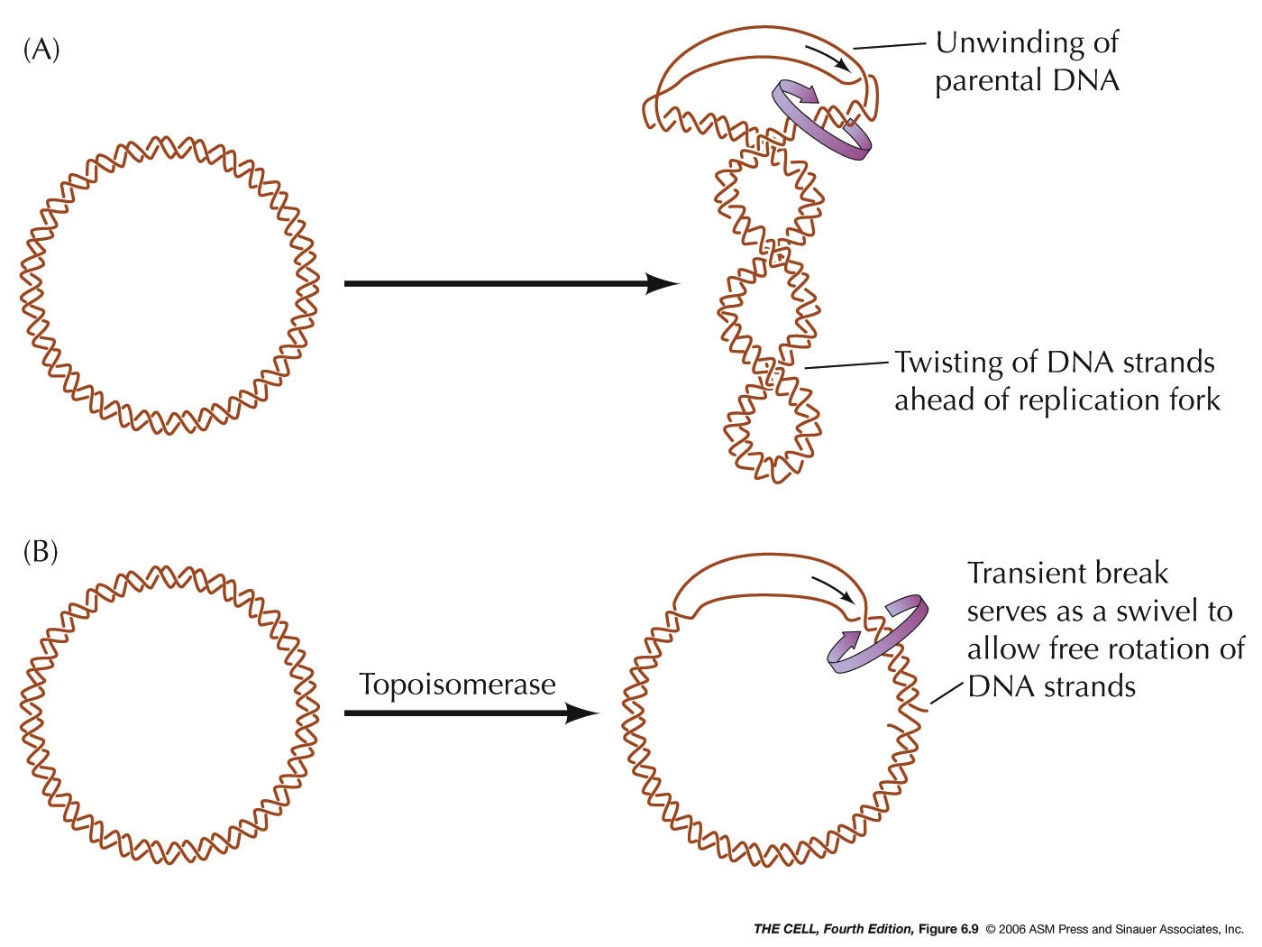 (A)
Unwinding of
parental DNA
Twisting of DNA strands
ahead of replication fork
(B)
Topoisomerase
Transient break
serves as a swivel to
allow free rotation of
DNA strands
THE CELL, Fourth Edition, Figure 6.9 © 2006 ASM Press and Sinauer Associates, Inc.